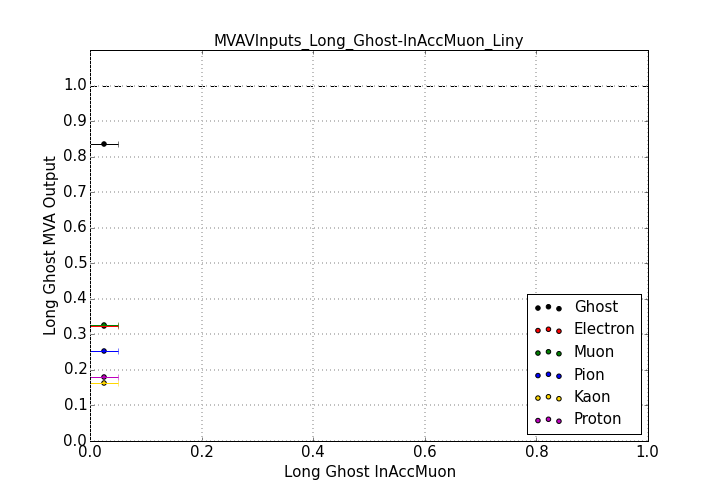 MVAVInputs_Long_Ghost-InAccMuon_Liny
1.0
0.9
0.8
0.7
0.6
0.5
0.4
0.3
0.2
0.1
0.0
Long Ghost MVA Output
Ghost
Electron
Muon
Pion
Kaon
Proton
0.0 0.2 0.4 0.6 0.8 1.0
Long Ghost InAccMuon